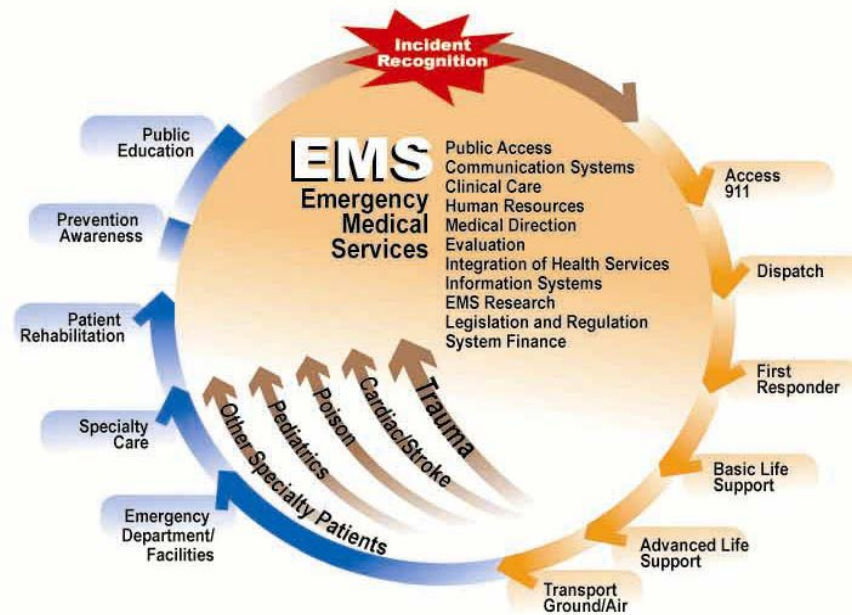 Incident
Recognition
EMS
Emergency
Medical
Services
Public Access
Communication Systems
Clinical Care
Human Resources
Medical Direction
Evaluation
Integration of Health Services
Information Systems
EMS Research
Legislation and Regulation
System Finance
Access
911
Dispatch
First
Responder
Basic Life
Support
Advanced Life
Support
Transport
Ground/Air
Emergency
Department/
Facilities
Specialty
Care
Patient
Rehabilitation
Prevention
Awareness
Public
Education
Other Specialty Patients
Pediatrics
Poison
Cardiac/Stroke
Trauma